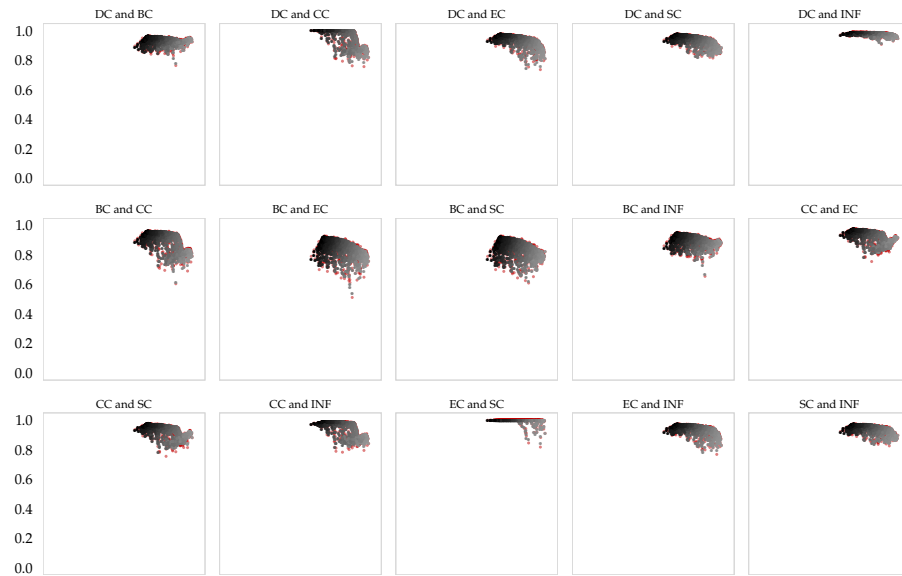 DC and BC
DC and CC
DC and EC
DC and SC
DC and INF
1.0
0.8
0.6
0.4
0.2
0.0
BC and CC
BC and EC
BC and SC
BC and INF
CC and EC
1.0
0.8
0.6
0.4
0.2
0.0
CC and SC
CC and INF
EC and SC
EC and INF
SC and INF
1.0
0.8
0.6
0.4
0.2
0.0